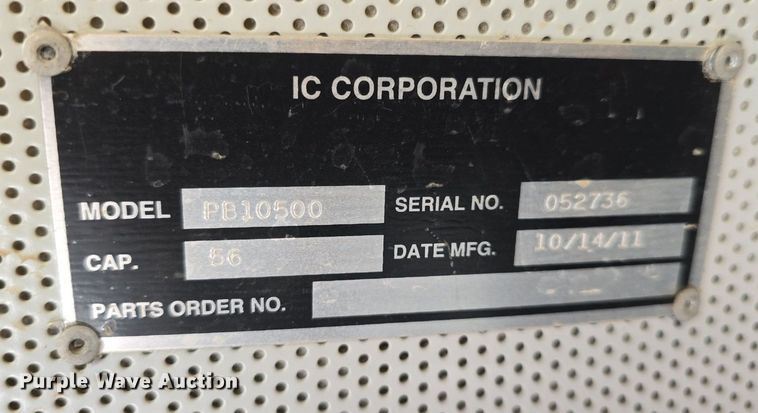 IC CORPORATION
MODEL PB10500 SERIAL NO. 052736
CAP. 56 DATE MFG. 10/14/11
PARTS ORDER NO.
Purple Wave Auction